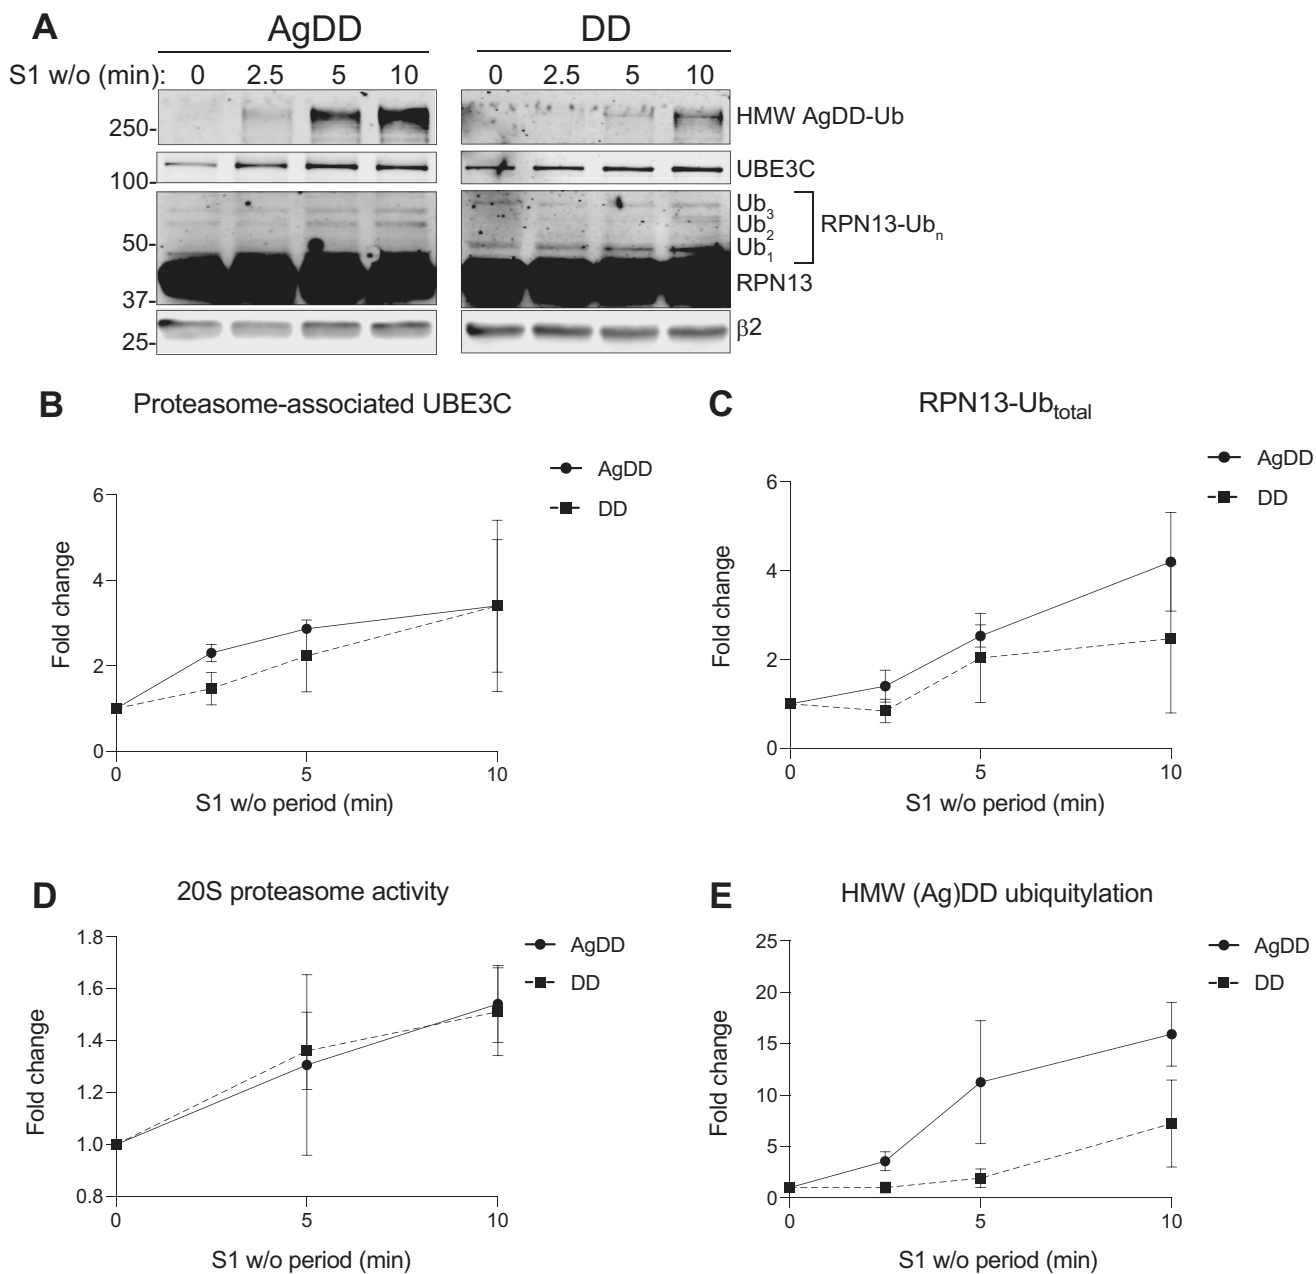 A
AgDD DD
S1 w/o (min): 0 2.5 5 10 0 2.5 5 10
250- HMW AgDD-Ub
100- UBE3C
Ub3
Ub2 RPN13-Ubn
50- Ub1
37- RPN13
25- β2
B Proteasome-associated UBE3C
AgDD
DD
Fold change
6
4
2
0
0 5 10
S1 w/o period (min)
C RPN13-Ubtotal
AgDD
DD
Fold change
6
4
2
0
0 5 10
S1 w/o period (min)
D 20S proteasome activity
AgDD
DD
Fold change
1.8
1.6
1.4
1.2
1.0
0.8
0 5 10
S1 w/o period (min)
E HMW (Ag)DD ubiquitylation
AgDD
DD
Fold change
25
20
15
10
5
0
0 5 10
S1 w/o period (min)